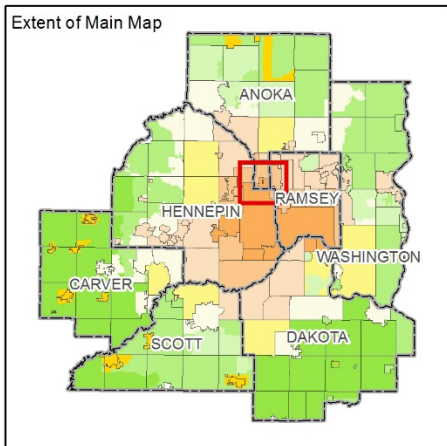 Extent of Main Map
ANOKA
HENNEPIN
RAMSEY
WASHINGTON
CARVER
SCOTT
DAKOTA